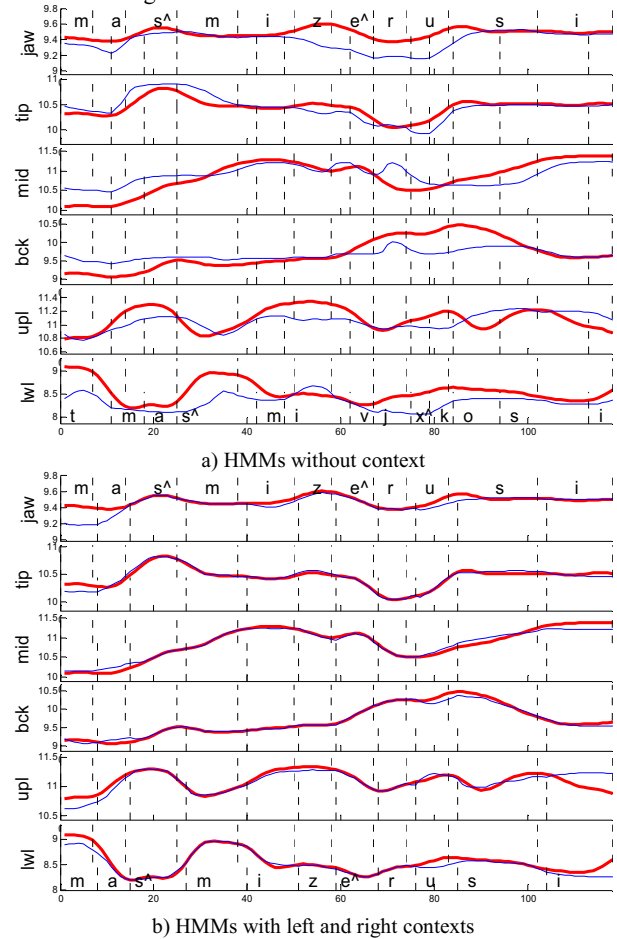 m a s^ m i z e^ r u s i
jaw
9.8
9.6
9.4
9.2
9
tip
11
10.5
10
mid
11.5
11
10.5
10
bck
10.5
10
9.5
9
upl
11.4
11.2
11
10.8
10.6
lwl
9
8.5
8
t m a s^ m i v j x^ k o s i
0 20 40 60 80 100
a) HMMs without context
m a s^ m i z e^ r u s i
jaw
9.8
9.6
9.4
9.2
9
tip
11
10.5
10
mid
11.5
11
10.5
10
bck
10.5
10
9.5
9
upl
11.5
11
10.5
lwl
9
8.5
8
m a s^ m i z e^ r u s i
0 20 40 60 80 100
b) HMMs with left and right contexts